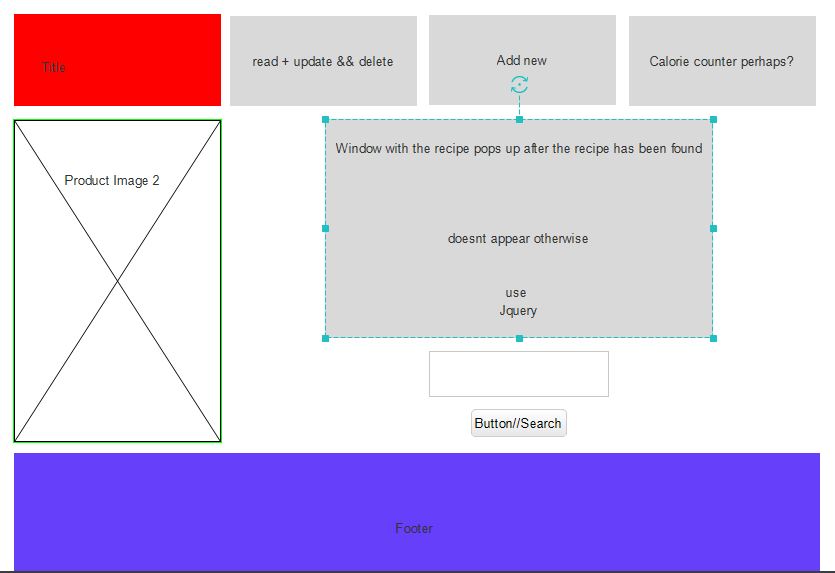 Title
read + update && delete
Add new
Calorie counter perhaps?
Product Image 2
Window with the recipe pops up after the recipe has been found
doesnt appear otherwise
use
Jquery
Button//Search
Footer